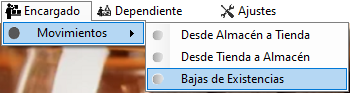 Encargado Dependiente Ajustes
Movimientos
Desde Almacén a Tienda
Desde Tienda a Almacén
Bajas de Existencias